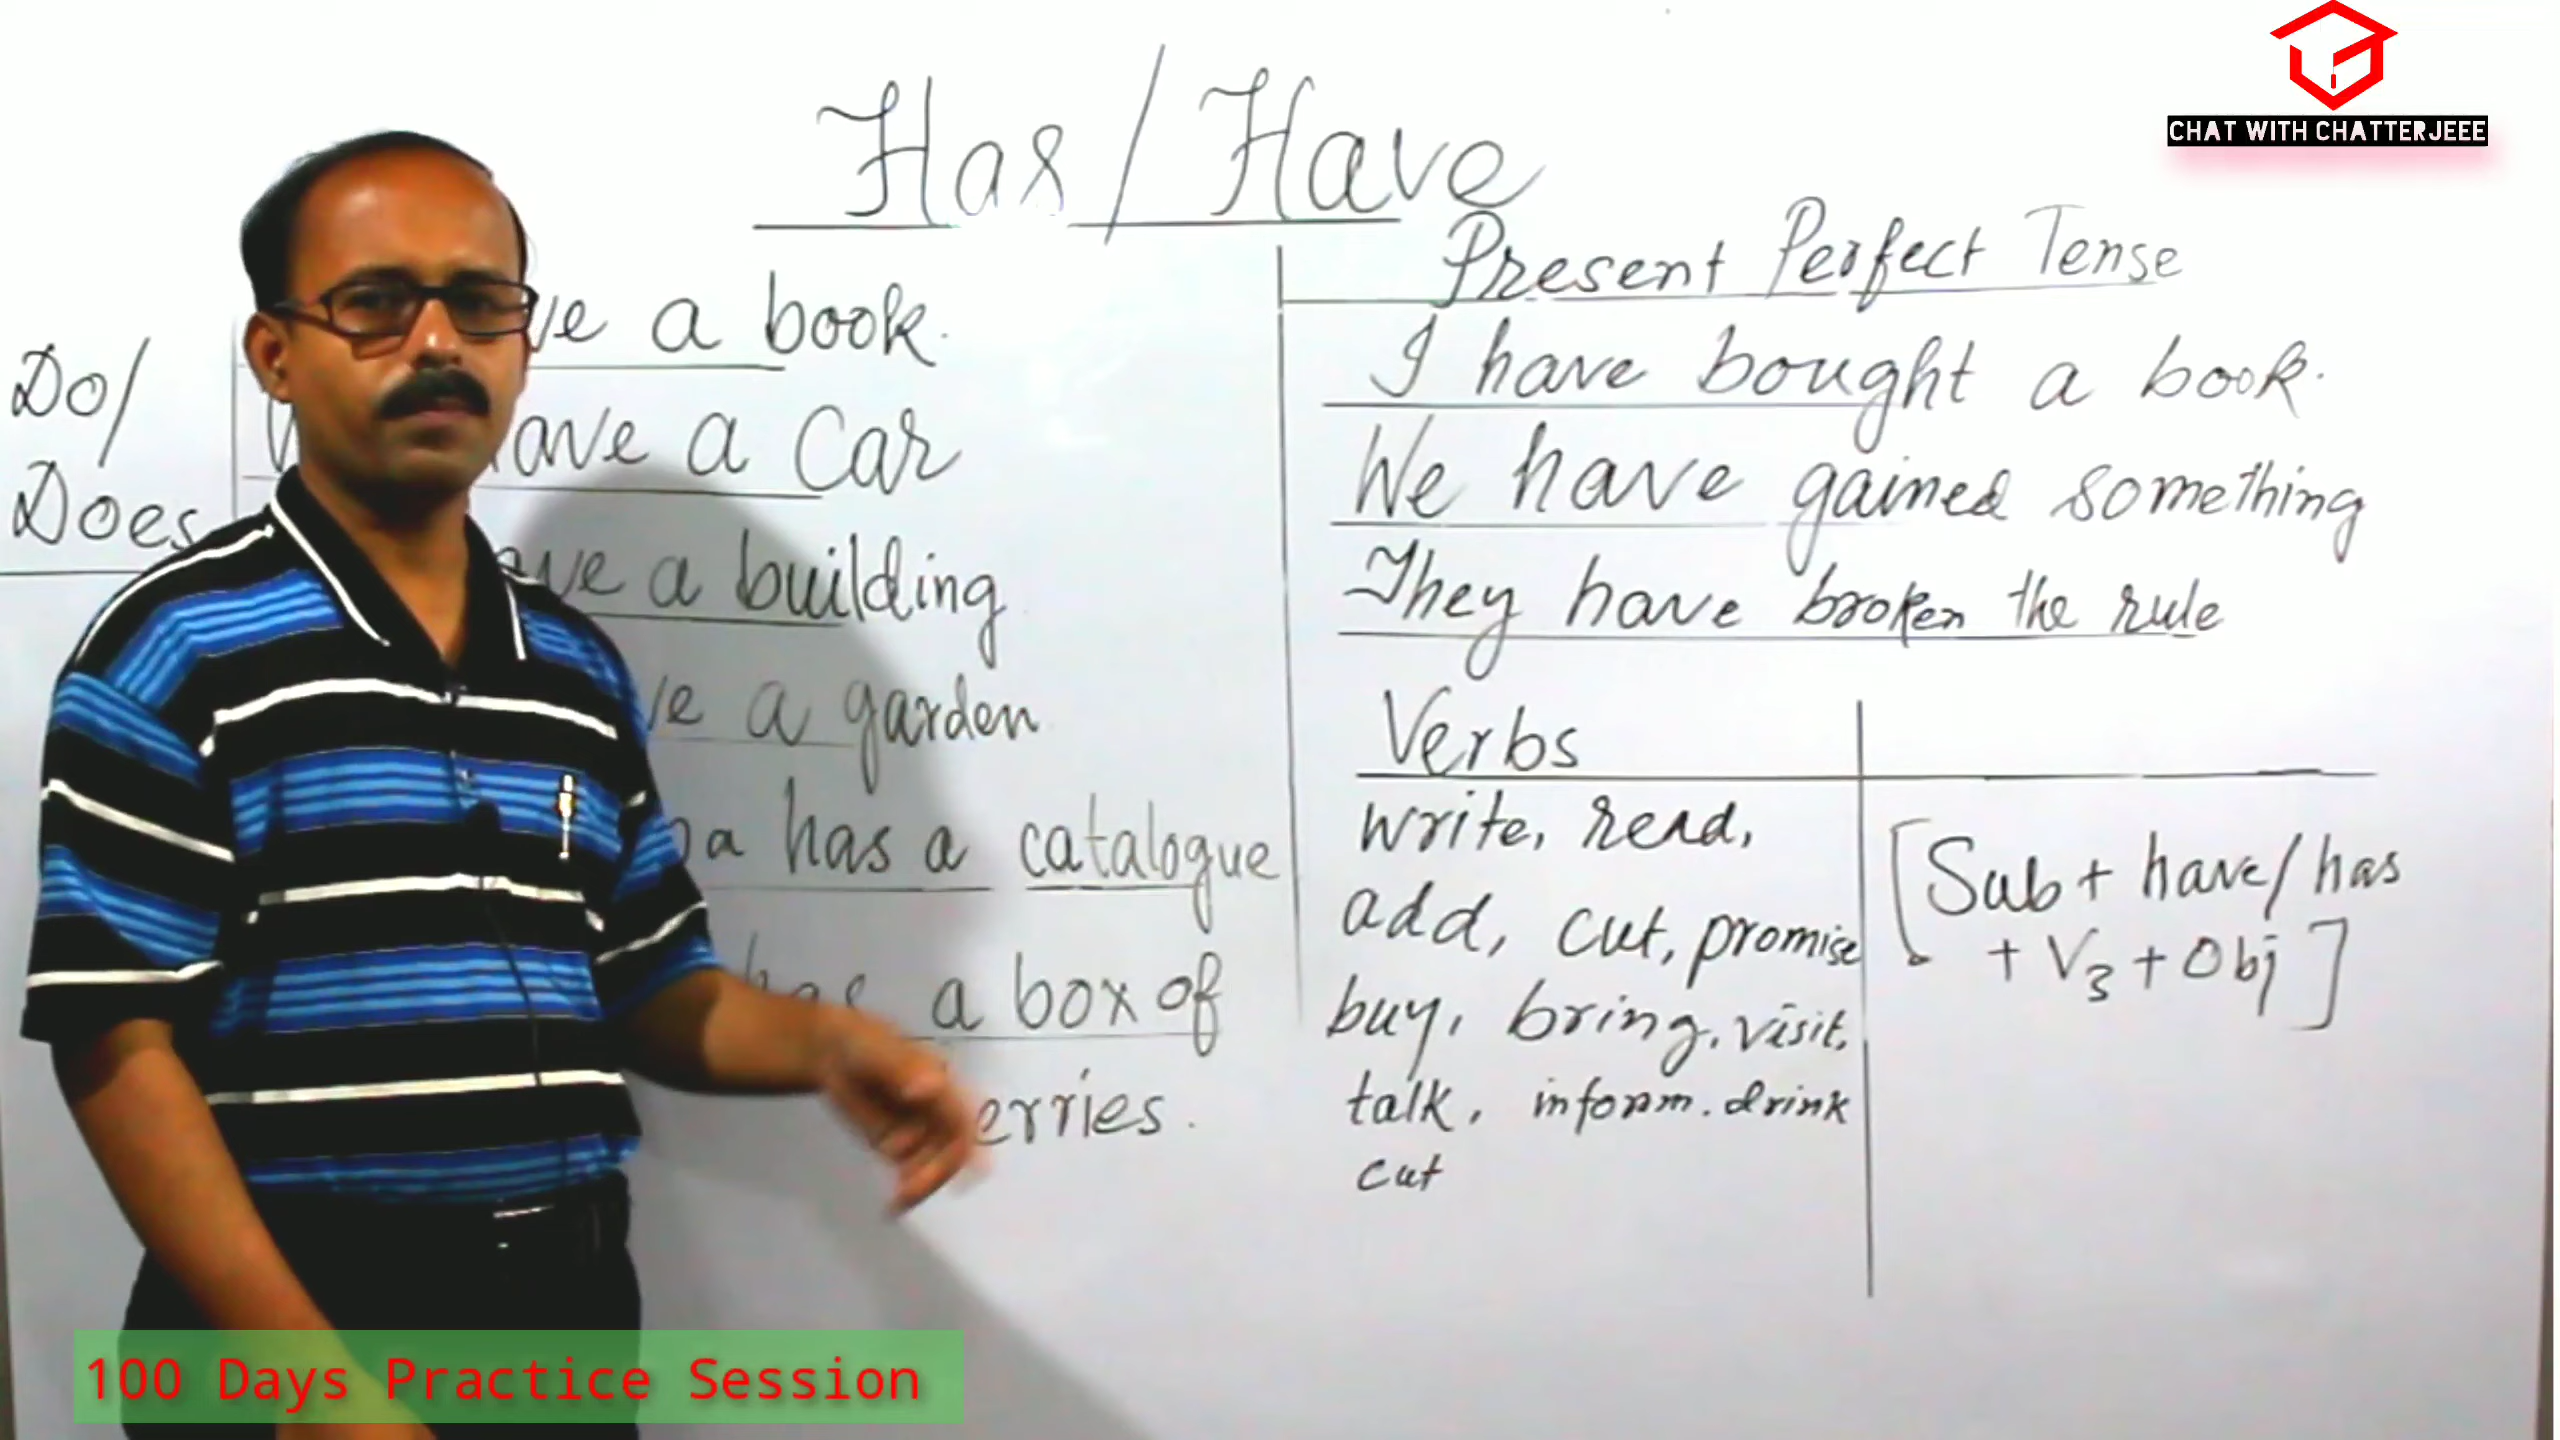 CHAT WITH CHATTERJEEE
Has / Have
Do/
Does
a book.
a Car
a building
a garden
has a catalogue
has a box of
Present Perfect Tense
I have bought a book.
We have gained something
They have broken the rule
Verbs
write, read,
add, cut, promise
buy, bring, visit,
talk, inform. drink
cut
[Sub + have/has
+ V3 + Obj]
100 Days Practice Session